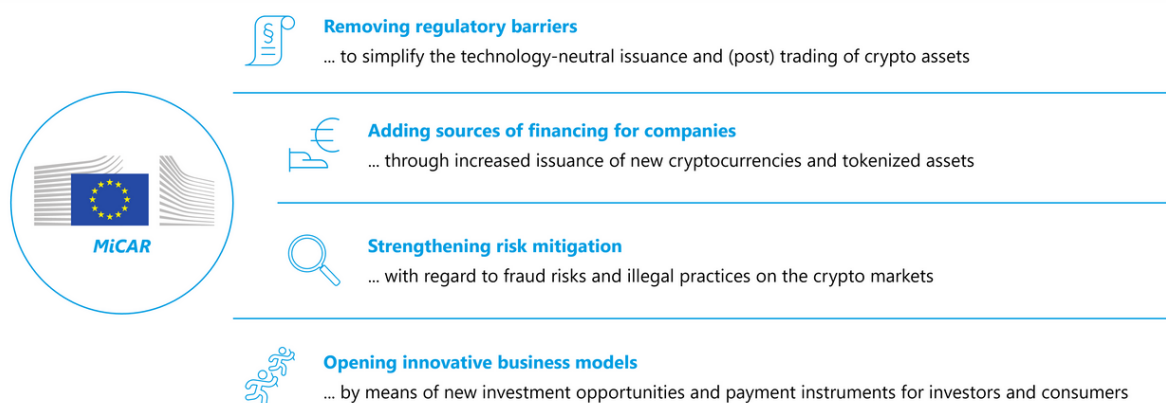 Removing regulatory barriers
... to simplify the technology-neutral issuance and (post) trading of crypto assets
Adding sources of financing for companies
... through increased issuance of new cryptocurrencies and tokenized assets
MiCAR
Strengthening risk mitigation
... with regard to fraud risks and illegal practices on the crypto markets
Opening innovative business models
... by means of new investment opportunities and payment instruments for investors and consumers